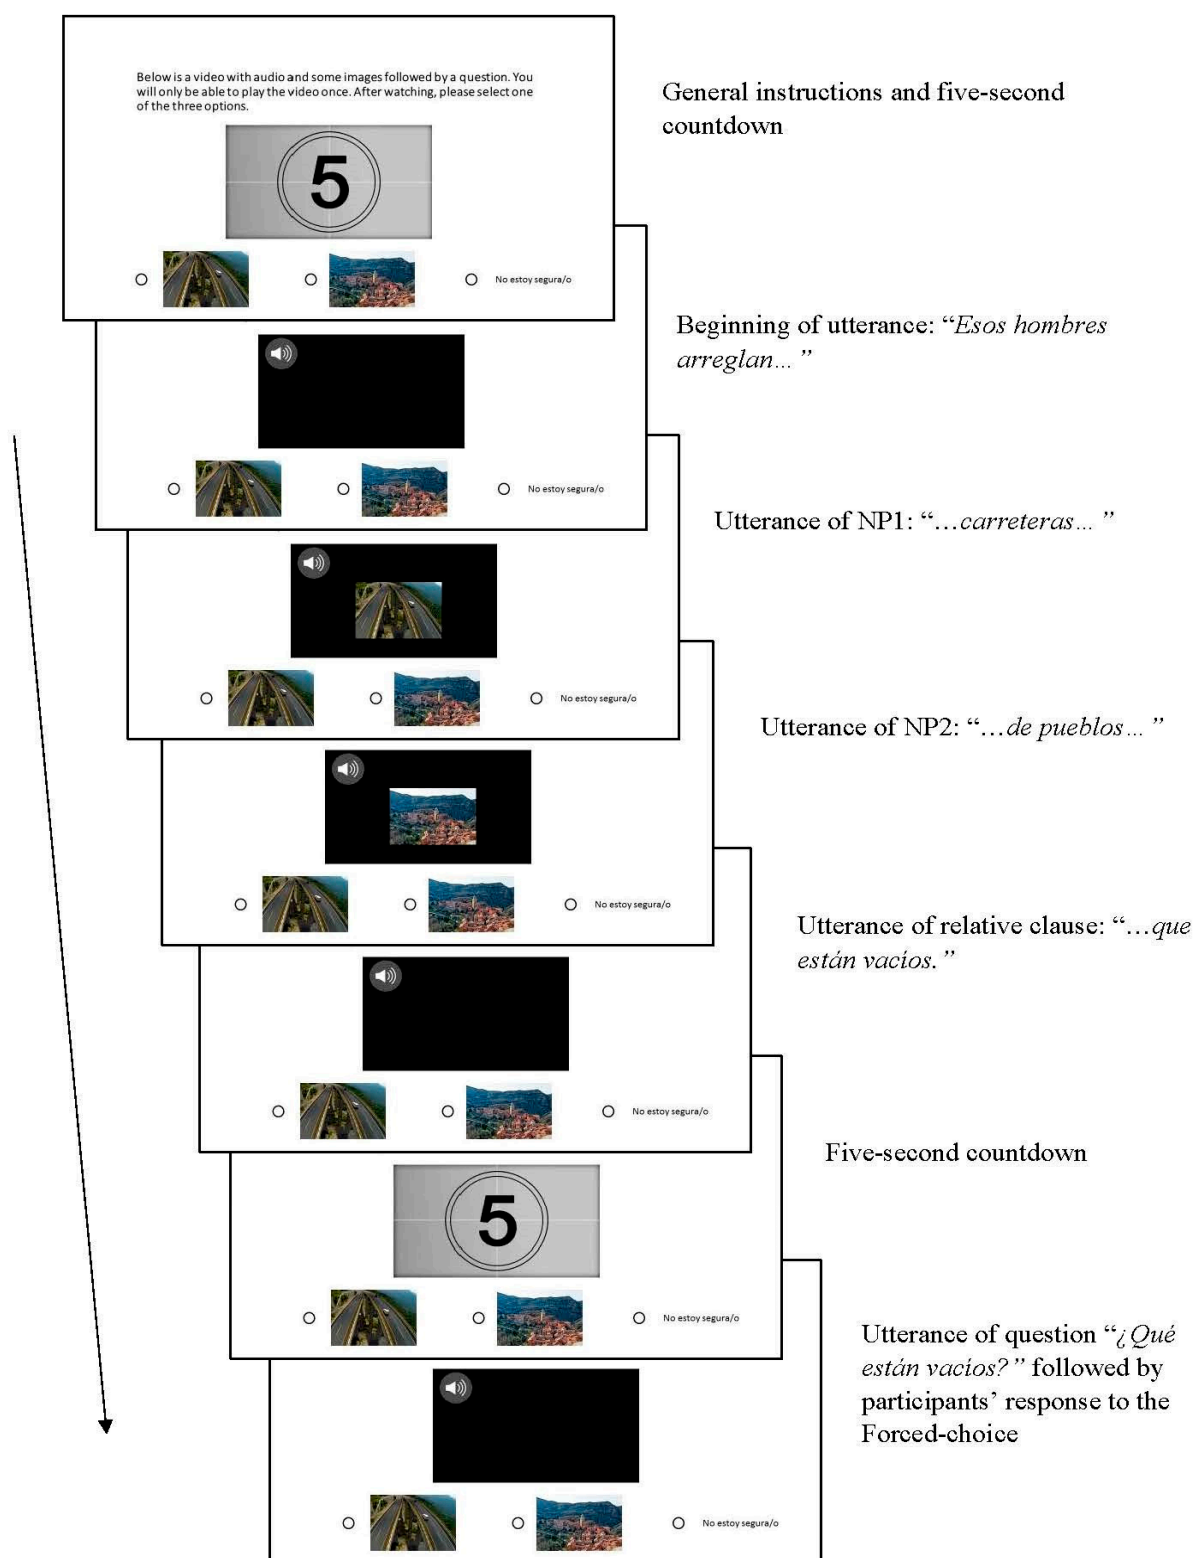 Below is a video with audio and some images followed by a question. You
will only be able to play the video once. After watching, please select one
of the three options.
5
No estoy segura/o
General instructions and five-second
countdown
No estoy segura/o
Beginning of utterance: “Esos hombres
arreglan… ”
No estoy segura/o
Utterance of NP1: “…carreteras… ”
No estoy segura/o
Utterance of NP2: “…de pueblos… ”
No estoy segura/o
Utterance of relative clause: “…que
están vacíos. ”
5
No estoy segura/o
Five-second countdown
No estoy segura/o
Utterance of question “¿Qué
están vacíos? ” followed by
participants’ response to the
Forced-choice